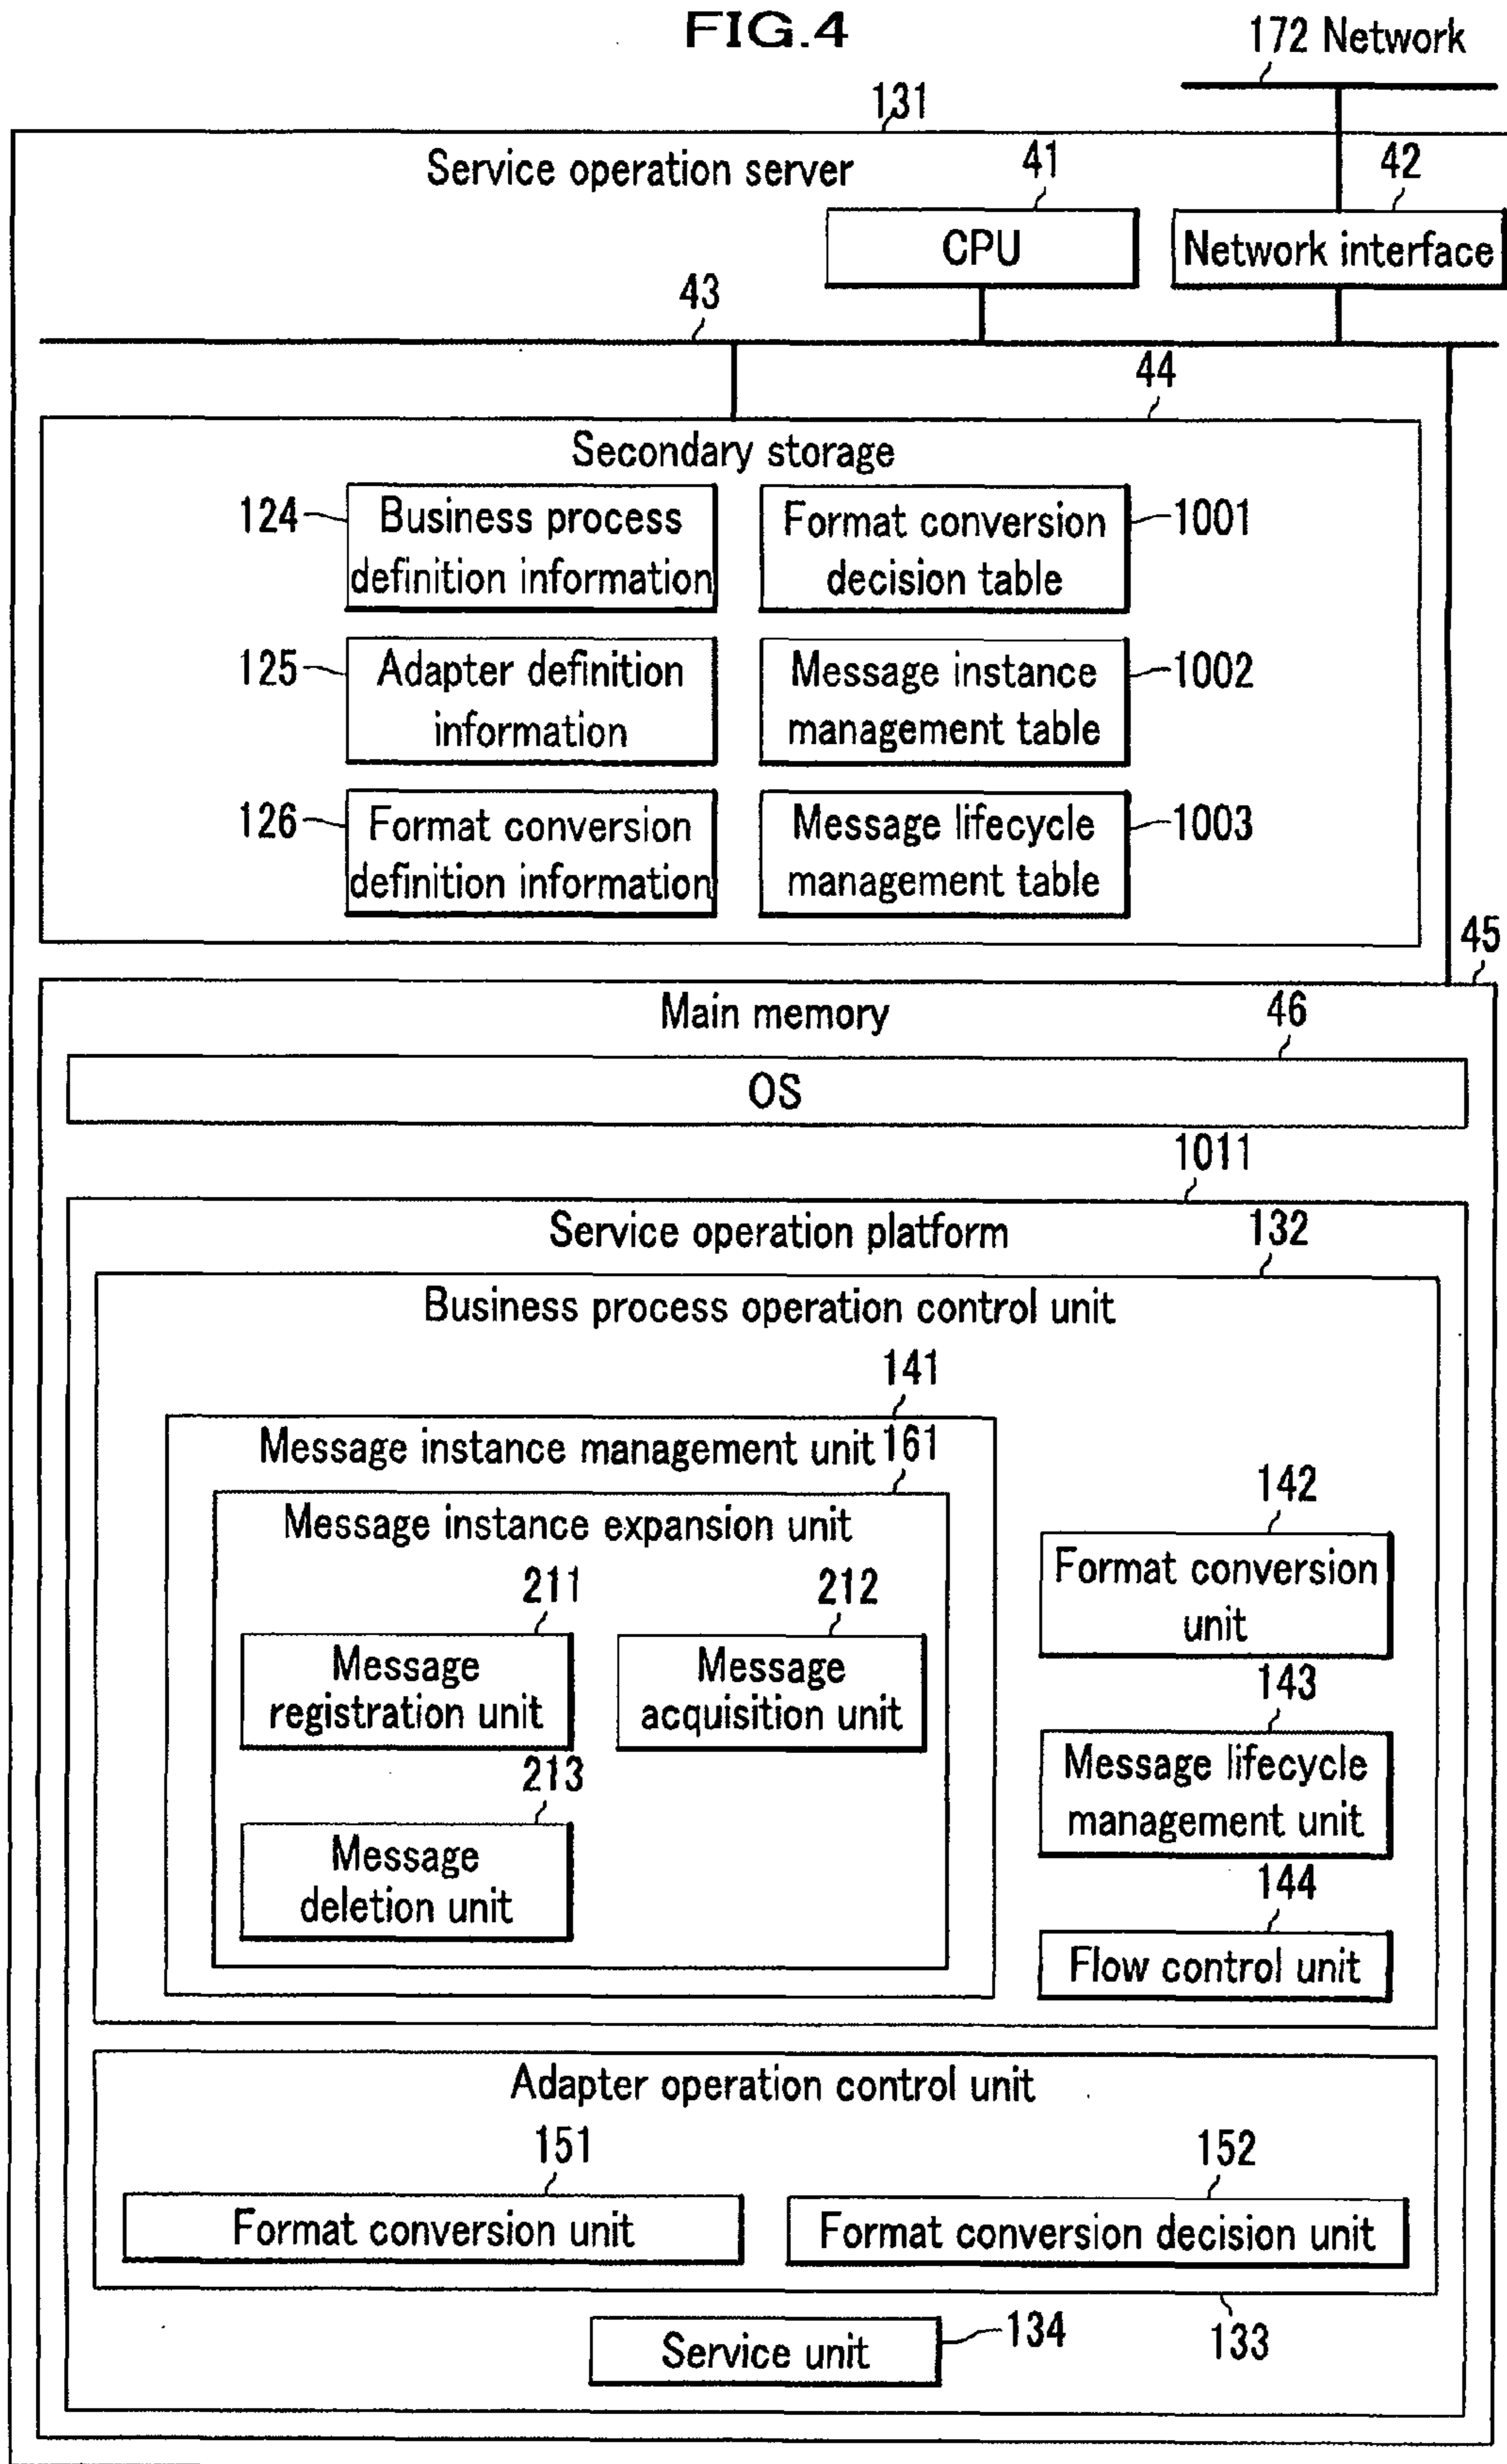 FIG.4
172 Network
131
Service operation server
41
42
CPU
Network interface
43
44
Secondary storage
124
Business process
definition information
Format conversion
decision table
1001
125
Adapter definition
information
Message instance
management table
1002
126
Format conversion
definition information
Message lifecycle
management table
1003
45
Main memory
46
OS
1011
Service operation platform
132
Business process operation control unit
141
Message instance management unit
161
Message instance expansion unit
142
Format conversion
unit
211
212
Message
registration unit
Message
acquisition unit
143
Message lifecycle
management unit
213
Message
deletion unit
144
Flow control unit
Adapter operation control unit
151
152
Format conversion unit
Format conversion decision unit
133
Service unit
134